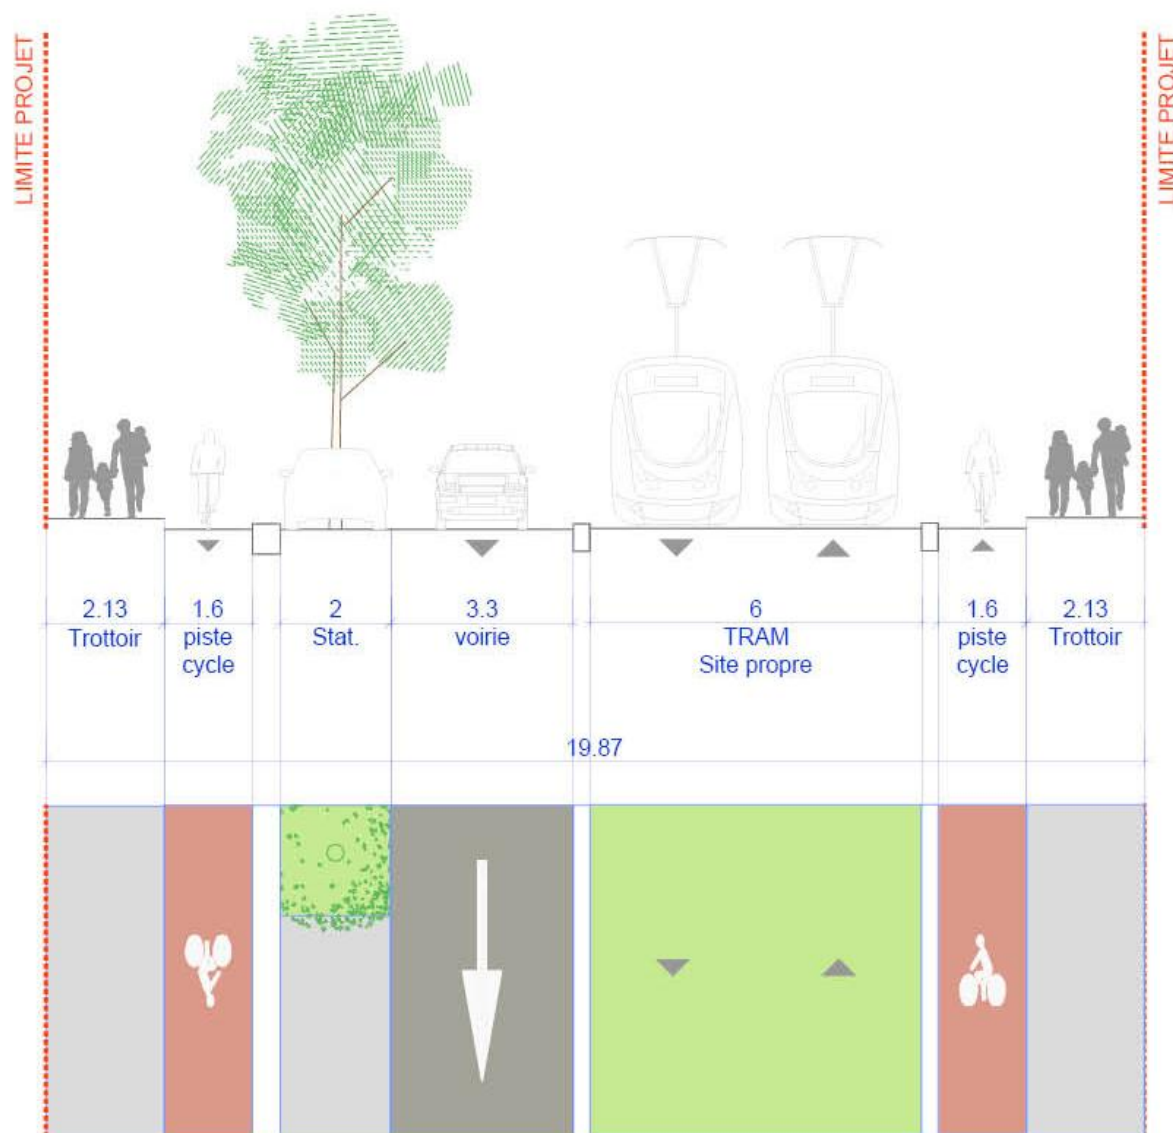 LIMITE PROJET
LIMITE PROJET
2.13
Trottoir
1.6
piste
cycle
2
Stat.
3.3
voirie
6
TRAM
Site propre
1.6
piste
cycle
2.13
Trottoir
19.87